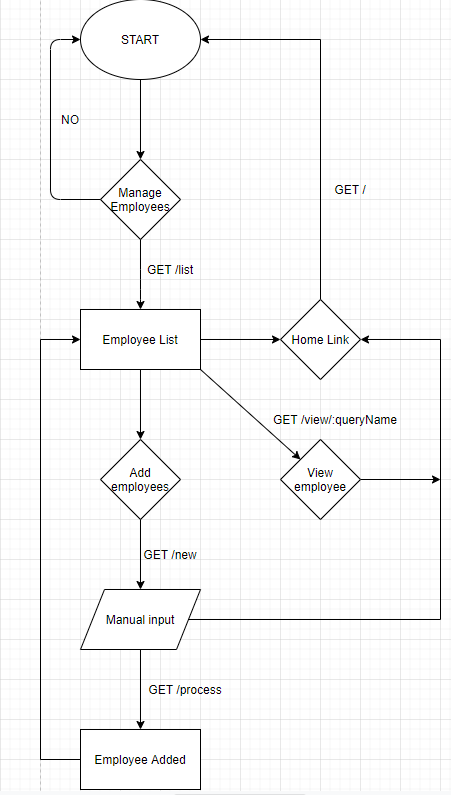 START
NO
Manage
Employees
GET /
GET /list
Employee List
Home Link
GET /view/:queryName
Add
employees
View
employee
GET /new
Manual input
GET /process
Employee Added